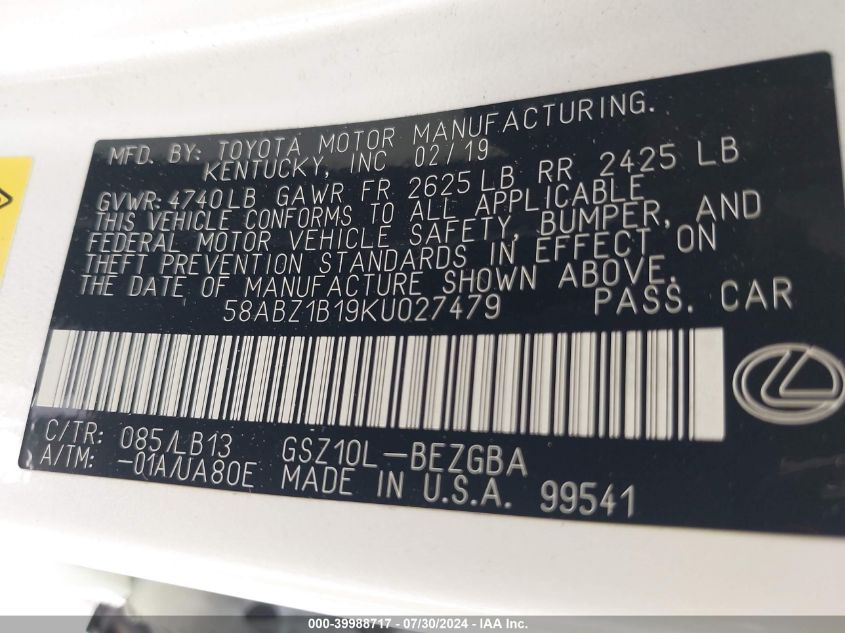 MFD. BY: TOYOTA MOTOR MANUFACTURING.
KENTUCKY, INC 02/19
GVWR: 4740LB GAWR FR 2625LB RR 2425 LB
THIS VEHICLE CONFORMS TO ALL APPLICABLE
FEDERAL MOTOR VEHICLE SAFETY, BUMPER, AND
THEFT PREVENTION STANDARDS IN EFFECT ON
THE DATE OF MANUFACTURE SHOWN ABOVE.
58ABZ1B19KU027479 PASS. CAR
C/TR: 085/LB13 GSZ10L-BEZGBA
A/TM: -01A/UA80E MADE IN U.S.A. 99541
000-39988717 - 07/30/2024 - IAA Inc.